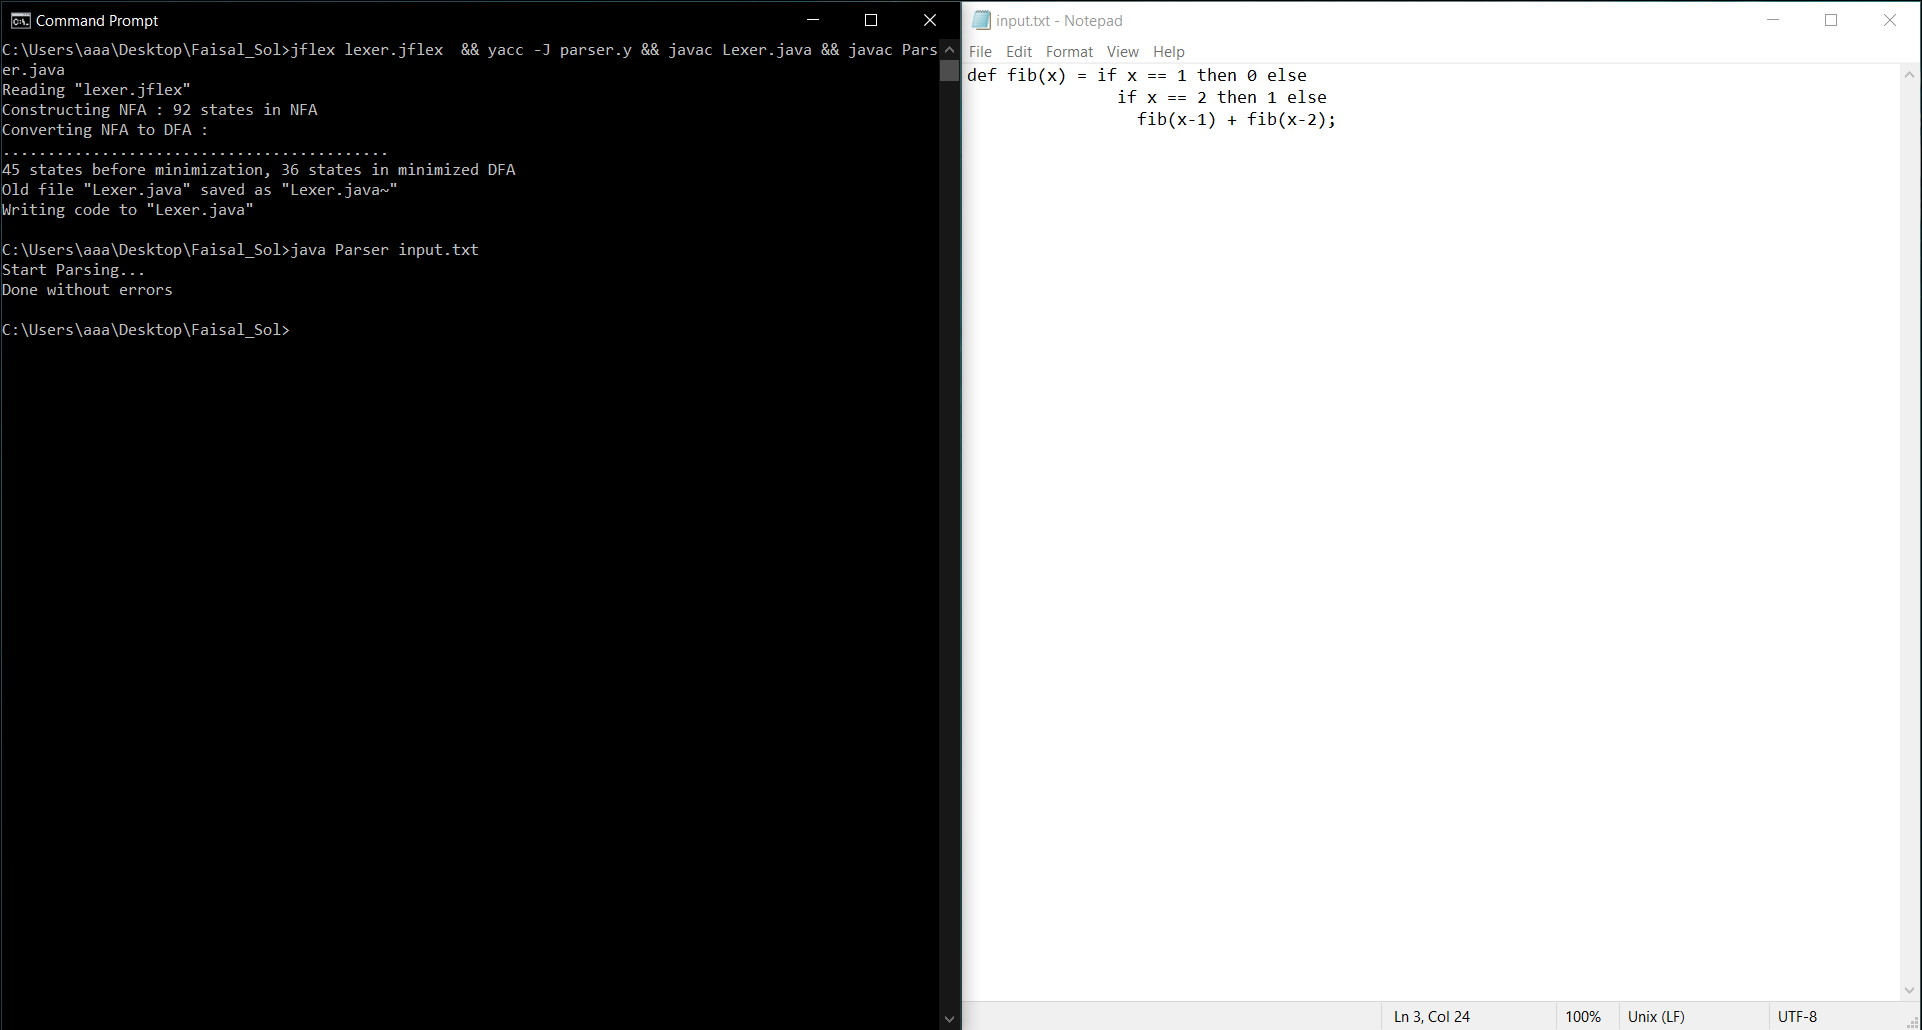 Command Prompt
C:\Users\aaa\Desktop\Faisal_Sol>jflex lexer.jflex  && yacc -J parser.y && javac Lexer.java && javac Pars
er.java
Reading "lexer.jflex"
Constructing NFA : 92 states in NFA
Converting NFA to DFA :
...........................................
45 states before minimization, 36 states in minimized DFA
Old file "Lexer.java" saved as "Lexer.java~"
Writing code to "Lexer.java"
C:\Users\aaa\Desktop\Faisal_Sol>java Parser input.txt
Start Parsing...
Done without errors
C:\Users\aaa\Desktop\Faisal_Sol>
input.txt - Notepad
File Edit Format View Help
def fib(x) = if x == 1 then 0 else
               if x == 2 then 1 else
                 fib(x-1) + fib(x-2);
Ln 3, Col 24 100% Unix (LF) UTF-8